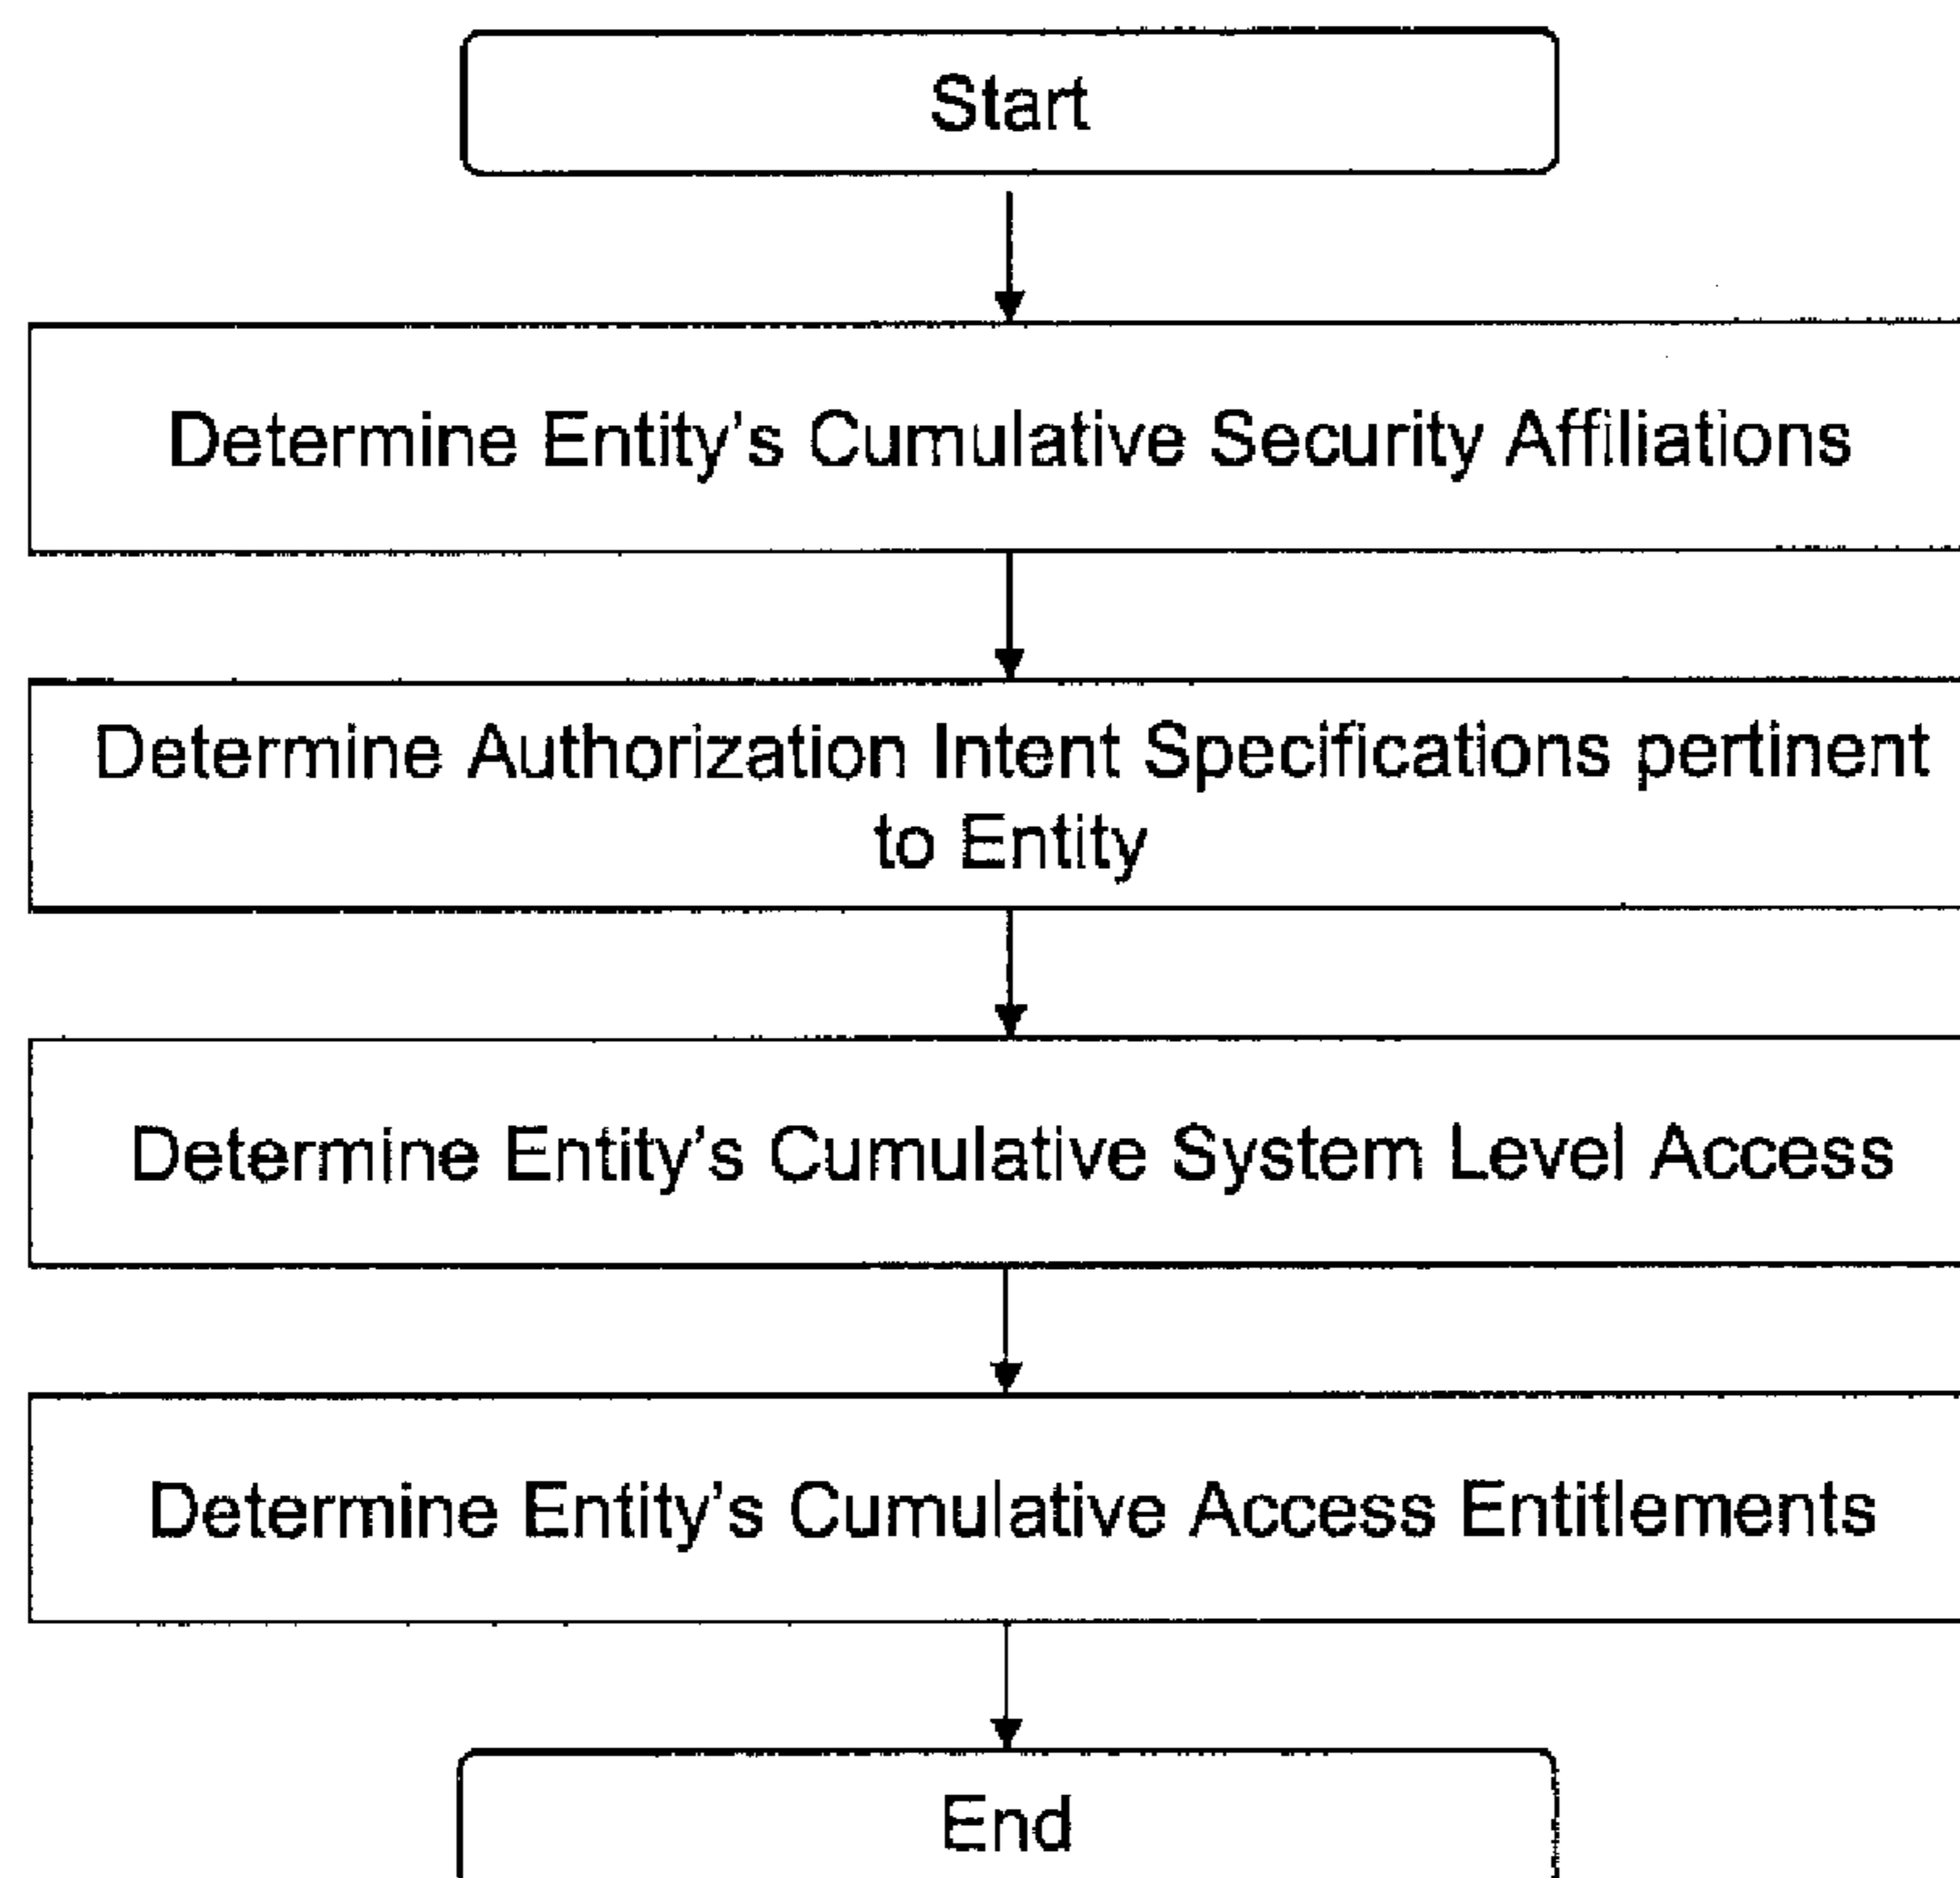 Start
Determine Entity's Cumulative Security Affiliations
Determine Authorization Intent Specifications pertinent
to Entity
Determine Entity's Cumulative System Level Access
Determine Entity's Cumulative Access Entitlements
End